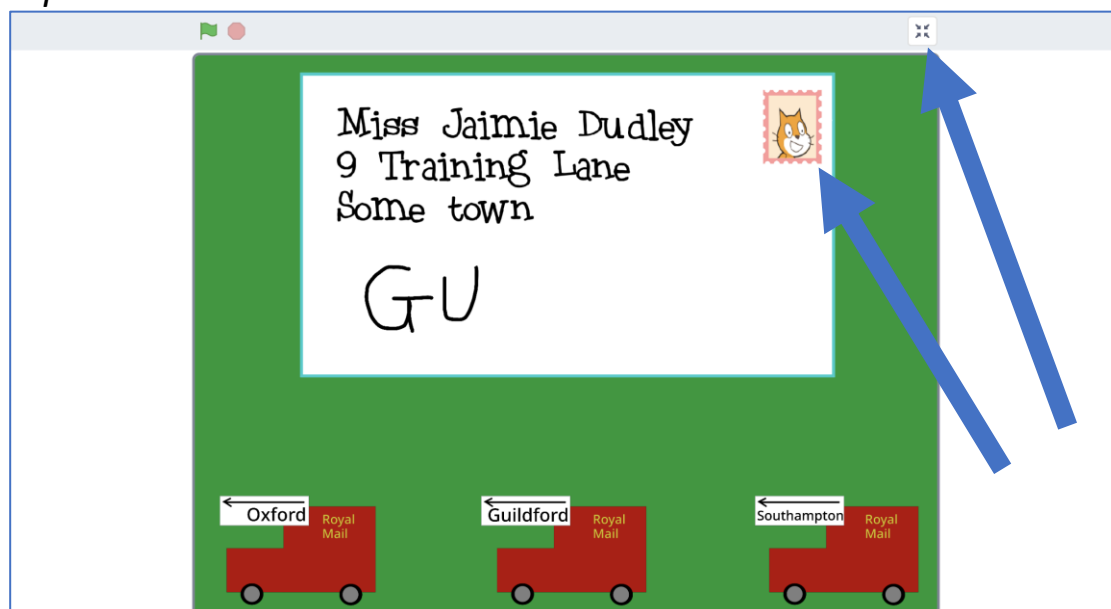 Miss Jaimie Dudley
9 Training Lane
Some town
GU
Oxford
Royal
Mail
Guildford
Royal
Mail
Southampton
Royal
Mail